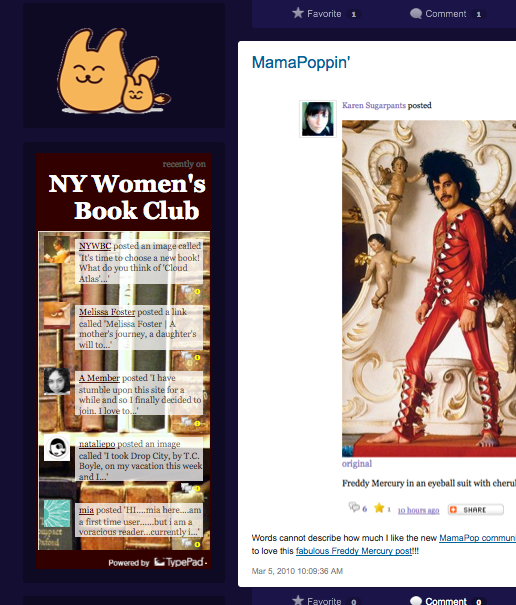 Favorite 1 Comment 1
recently on
NY Women's
Book Club
NYWBC posted an image called
'It's time to choose a new book!
What do you think of 'Cloud
Atlas'...'
Melissa Foster posted a link
called 'Melissa Foster | A
mother's journey, a daughter's
will to...'
A Member posted 'I have
stumble upon this site for a
while and so I finally decided to
join. I love to...'
nataliepo posted an image
called 'I took Drop City, by T.C.
Boyle, on my vacation this week
and I...'
mia posted 'HI....mia here....am
a first time user......but i am a
voracious reader...currently i...'
Powered by TypePad
MamaPoppin'
Karen Sugarpants posted
original
Freddy Mercury in an eyeball suit with cherul
6 1 10 hours ago SHARE
Words cannot describe how much I like the new MamaPop commun
to love this fabulous Freddy Mercury post!!!
Mar 5, 2010 10:09:36 AM
Favorite 0 Comment 0